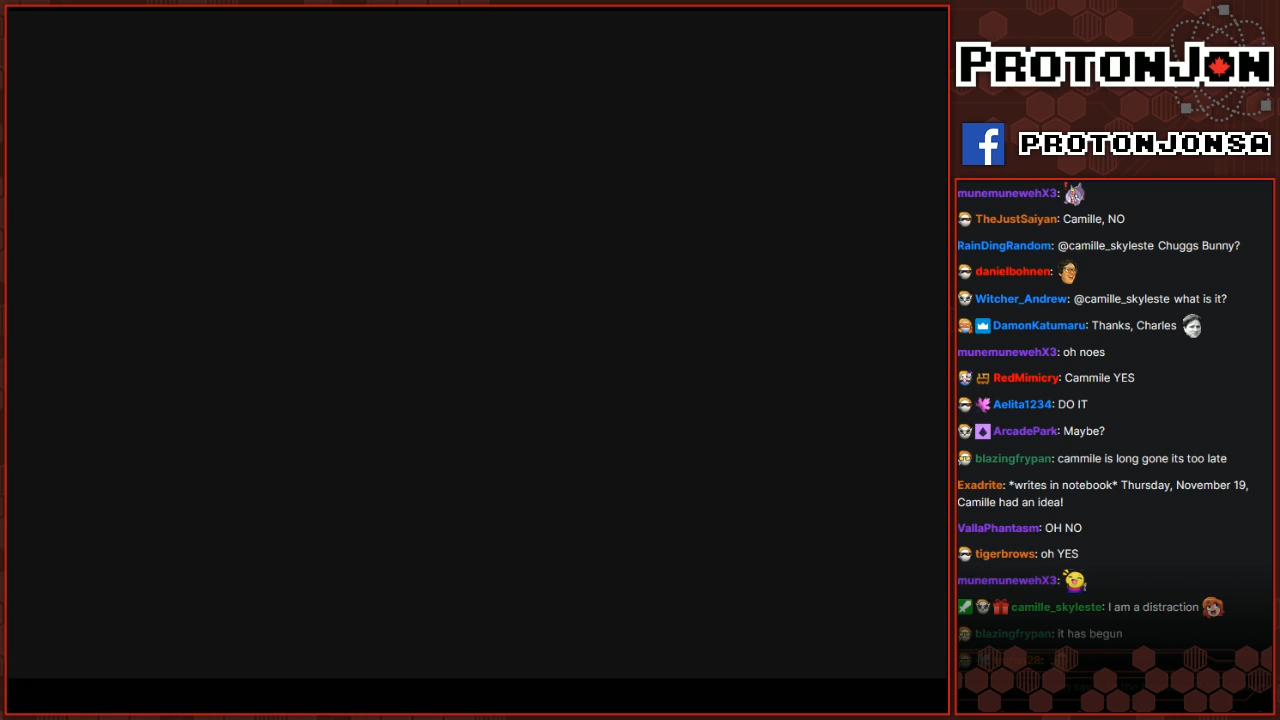 PROTONJON
PROTONJONSA
munemunewehX3:
TheJustSaiyan: Camille, NO
RainDingRandom: @camille_skyleste Chuggs Bunny?
danielbohnen:
Witcher_Andrew: @camille_skyleste what is it?
DamonKatumaru: Thanks, Charles
munemunewehX3: oh noes
RedMimicry: Cammile YES
Aelita1234: DO IT
ArcadePark: Maybe?
blazingfrypan: cammile is long gone its too late
Exadrite: *writes in notebook* Thursday, November 19,
Camille had an idea!
VallaPhantasm: OH NO
tigerbrows: oh YES
munemunewehX3:
camille_skyleste: I am a distraction
blazingfrypan: it has begun